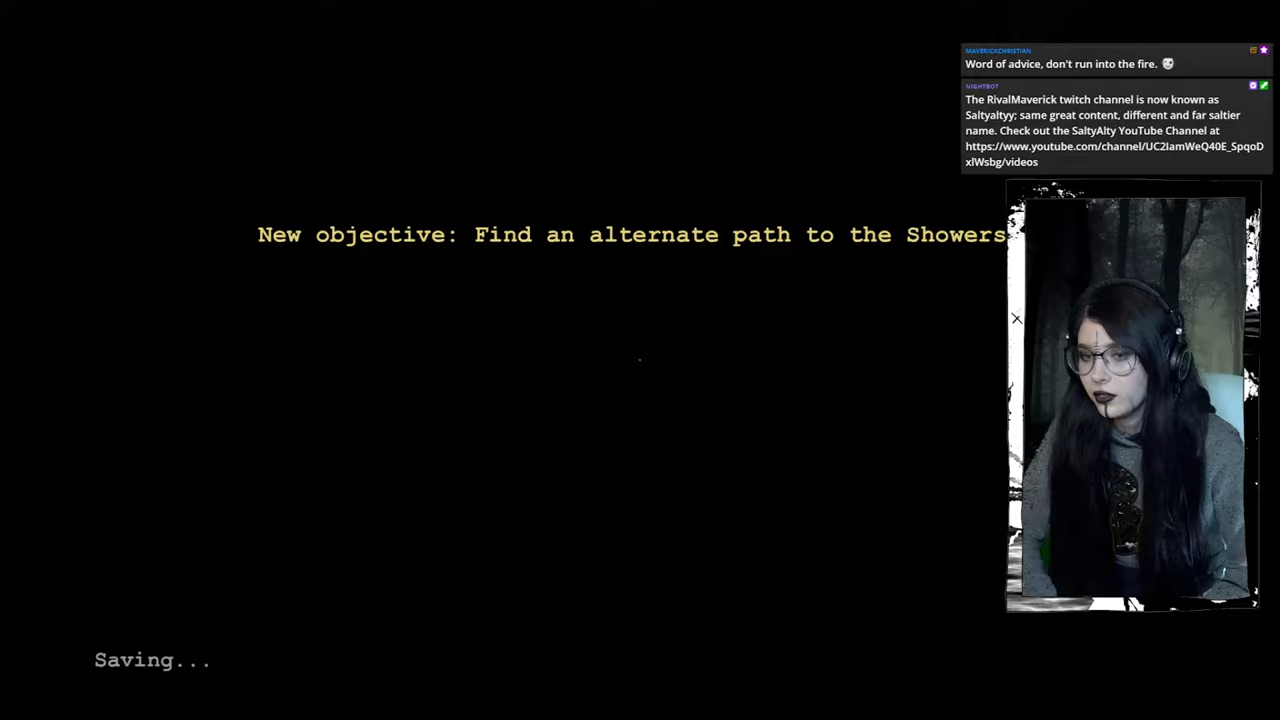 MAVERICKCHRISTIAN
Word of advice, don't run into the fire.
NIGHTBOT
The RivalMaverick twitch channel is now known as
Saltyaltyy; same great content, different and far saltier
name. Check out the SaltyAlty YouTube Channel at
https://www.youtube.com/channel/UC2IamWeQ40E_SpqoD
xlWsbg/videos
New objective: Find an alternate path to the Showers
Saving...